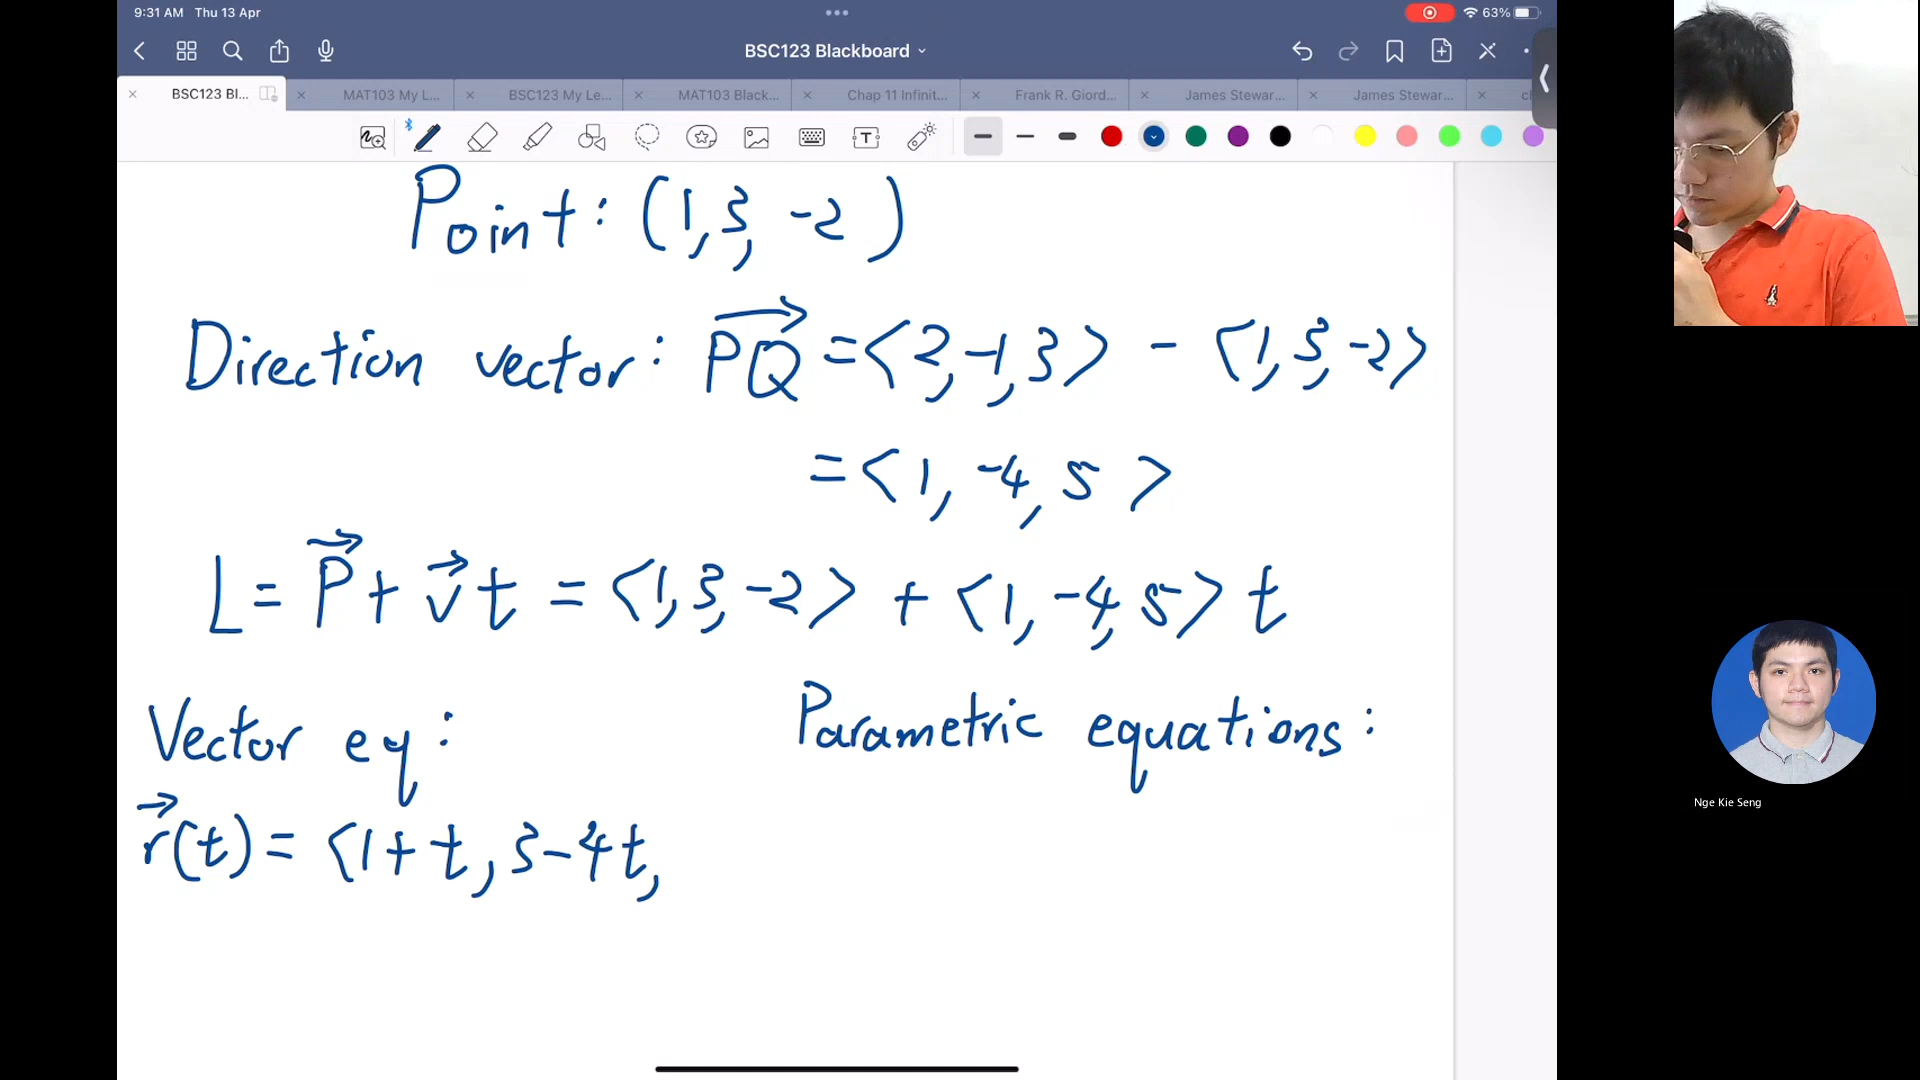 9:31 AM Thu 13 Apr
63%
BSC123 Blackboard
BSC123 Bl...
MAT103 My L...
BSC123 My Le...
MAT103 Black...
Chap 11 Infinit...
Frank R. Giord...
James Stewar...
James Stewar...
Point: (1, 3, -2)
Direction vector: PQ = <2, -1, 3> - <1, 3, -2>
= <1, -4, 5>
L = P + v t = <1, 3, -2> + <1, -4, 5> t
Vector eq:
Parametric equations:
r(t) = <1+t, 3-4t,
Nge Kie Seng